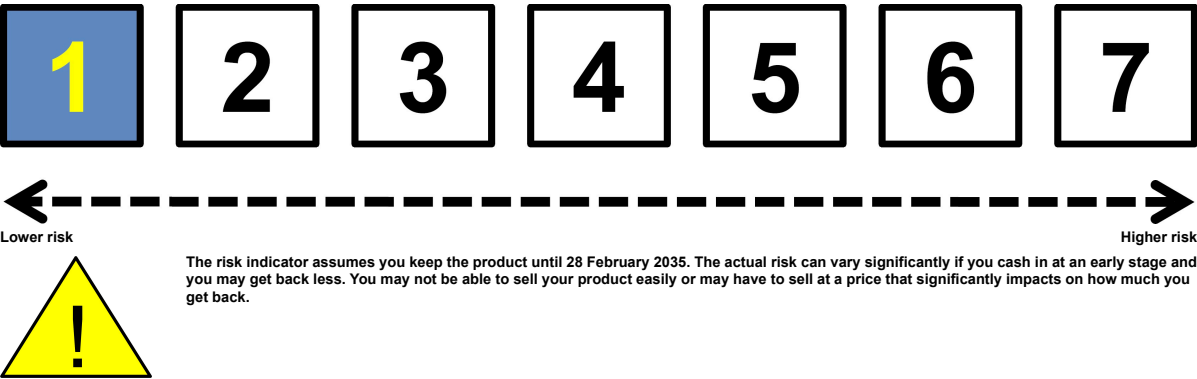 1 2 3 4 5 6 7
Lower risk Higher risk
The risk indicator assumes you keep the product until 28 February 2035. The actual risk can vary significantly if you cash in at an early stage and
you may get back less. You may not be able to sell your product easily or may have to sell at a price that significantly impacts on how much you
get back.
!